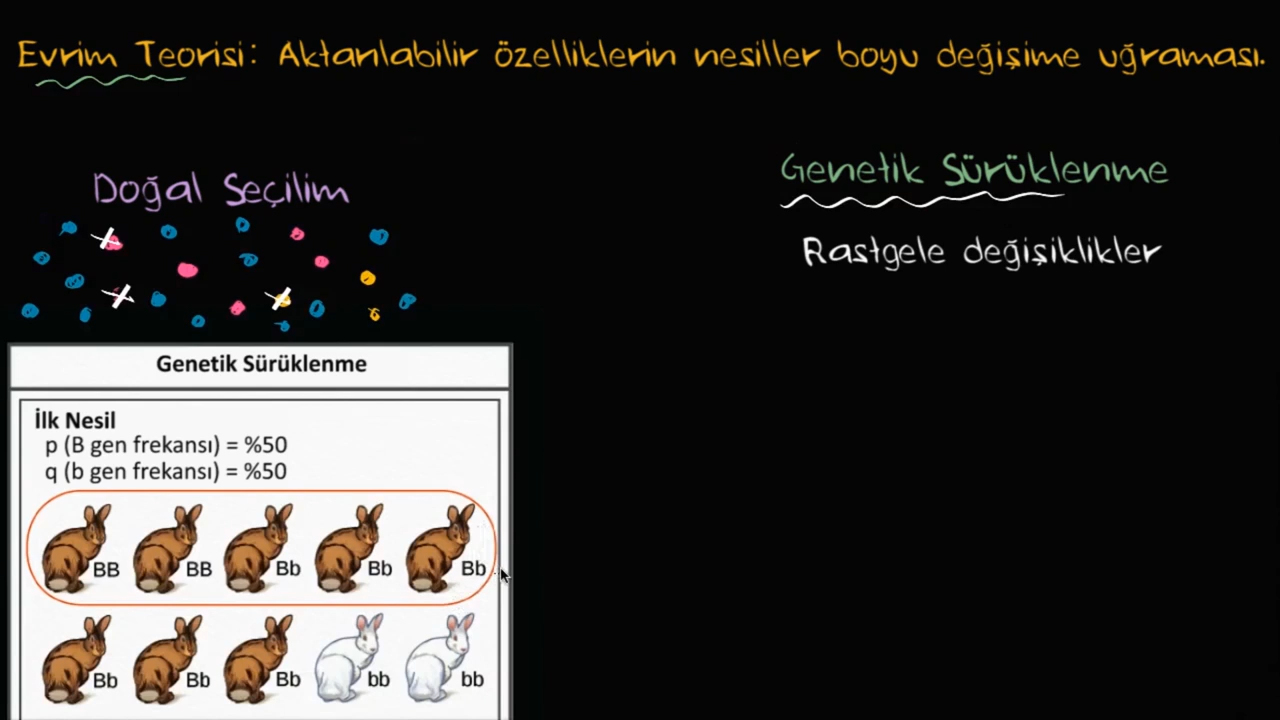 Evrim Teorisi: Aktarılabilir özelliklerin nesiller boyu değişime uğraması.
Doğal Seçilim
Genetik Sürüklenme
Rastgele değişiklikler
Genetik Sürüklenme
İlk Nesil
p (B gen frekansı) = %50
q (b gen frekansı) = %50
BB BB Bb Bb Bb
Bb Bb Bb bb bb